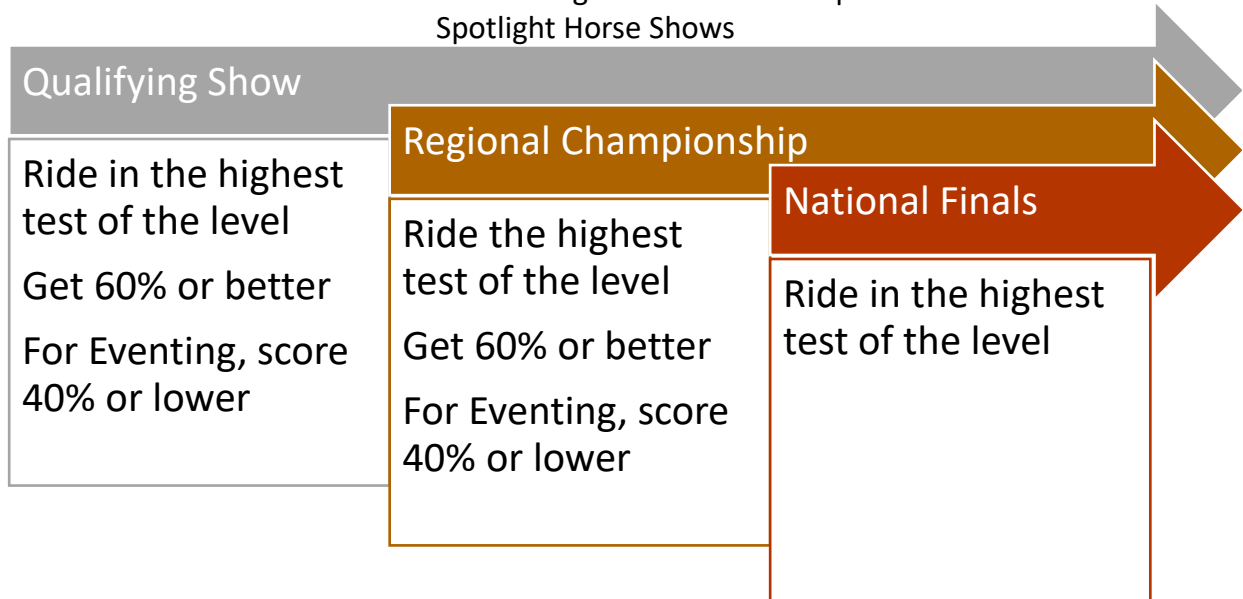 Spotlight Horse Shows
Qualifying Show
Ride in the highest
test of the level
Get 60% or better
For Eventing, score
40% or lower
Regional Championship
Ride the highest
test of the level
Get 60% or better
For Eventing, score
40% or lower
National Finals
Ride in the highest
test of the level